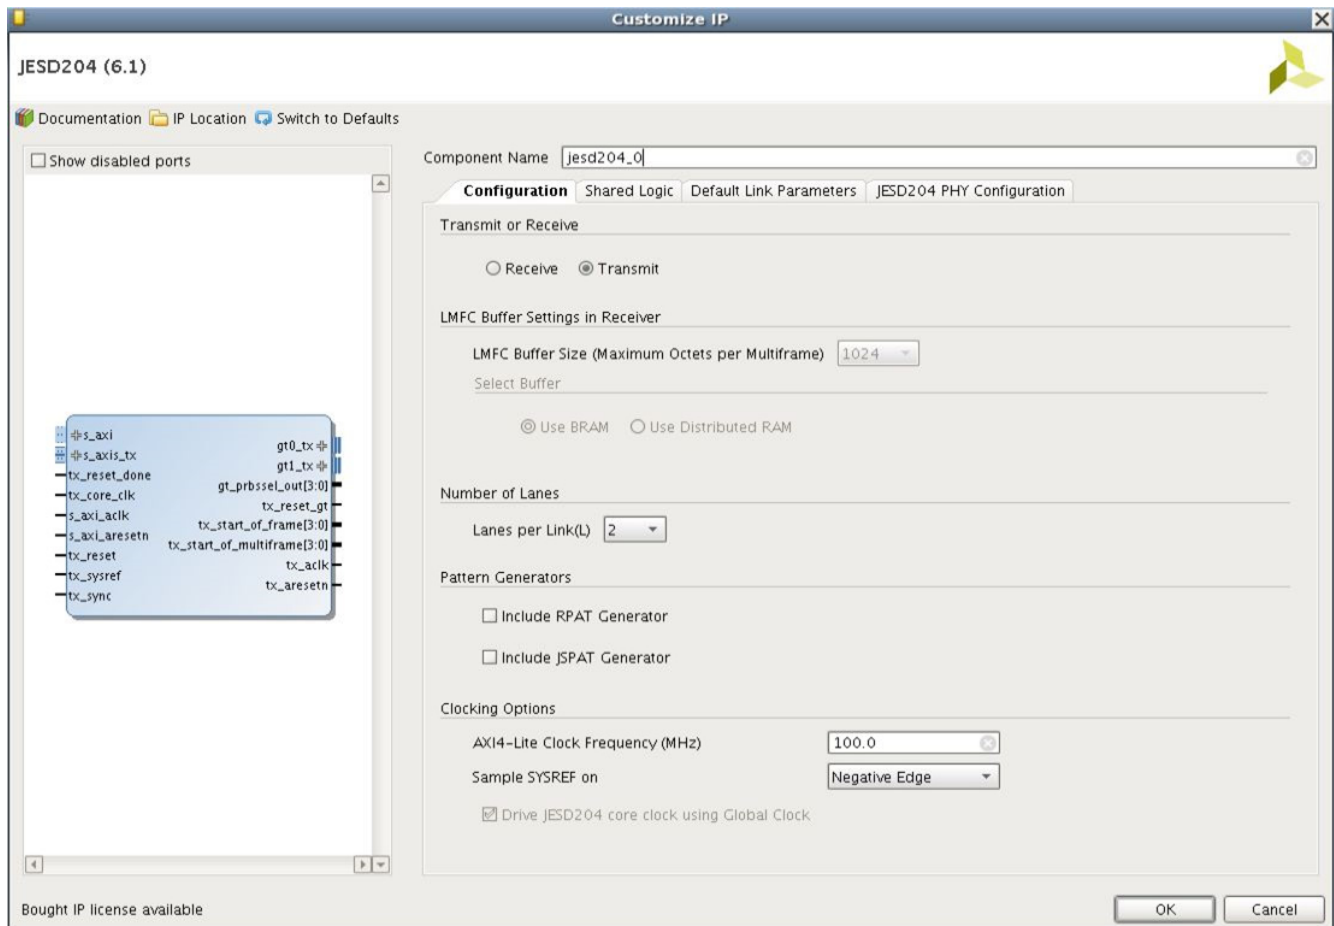 Customize IP
JESD204 (6.1)
Documentation IP Location Switch to Defaults
Show disabled ports
s_axi
s_axis_tx
tx_reset_done
tx_core_clk
s_axi_aclk
s_axi_aresetn
tx_reset
tx_sysref
tx_sync
gt0_tx
gt1_tx
gt_prbssel_out[3:0]
tx_reset_gt
tx_start_of_frame[3:0]
tx_start_of_multiframe[3:0]
tx_aclk
tx_aresetn
Component Name jesd204_0
Configuration Shared Logic Default Link Parameters JESD204 PHY Configuration
Transmit or Receive
Receive Transmit
LMFC Buffer Settings in Receiver
LMFC Buffer Size (Maximum Octets per Multiframe) 1024
Select Buffer
Use BRAM Use Distributed RAM
Number of Lanes
Lanes per Link(L) 2
Pattern Generators
Include RPAT Generator
Include JSPAT Generator
Clocking Options
AXI4-Lite Clock Frequency (MHz) 100.0
Sample SYSREF on Negative Edge
Drive JESD204 core clock using Global Clock
Bought IP license available
OK Cancel